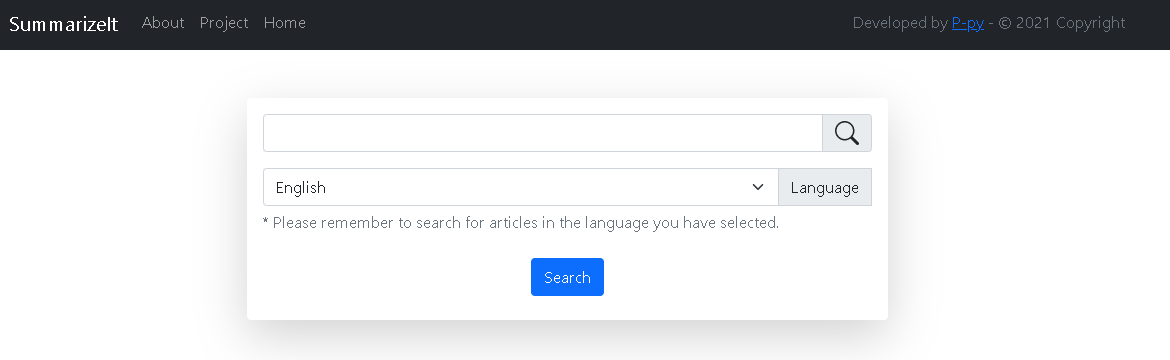 SummarizeIt About Project Home Developed by P-py - © 2021 Copyright
English Language
* Please remember to search for articles in the language you have selected.
Search